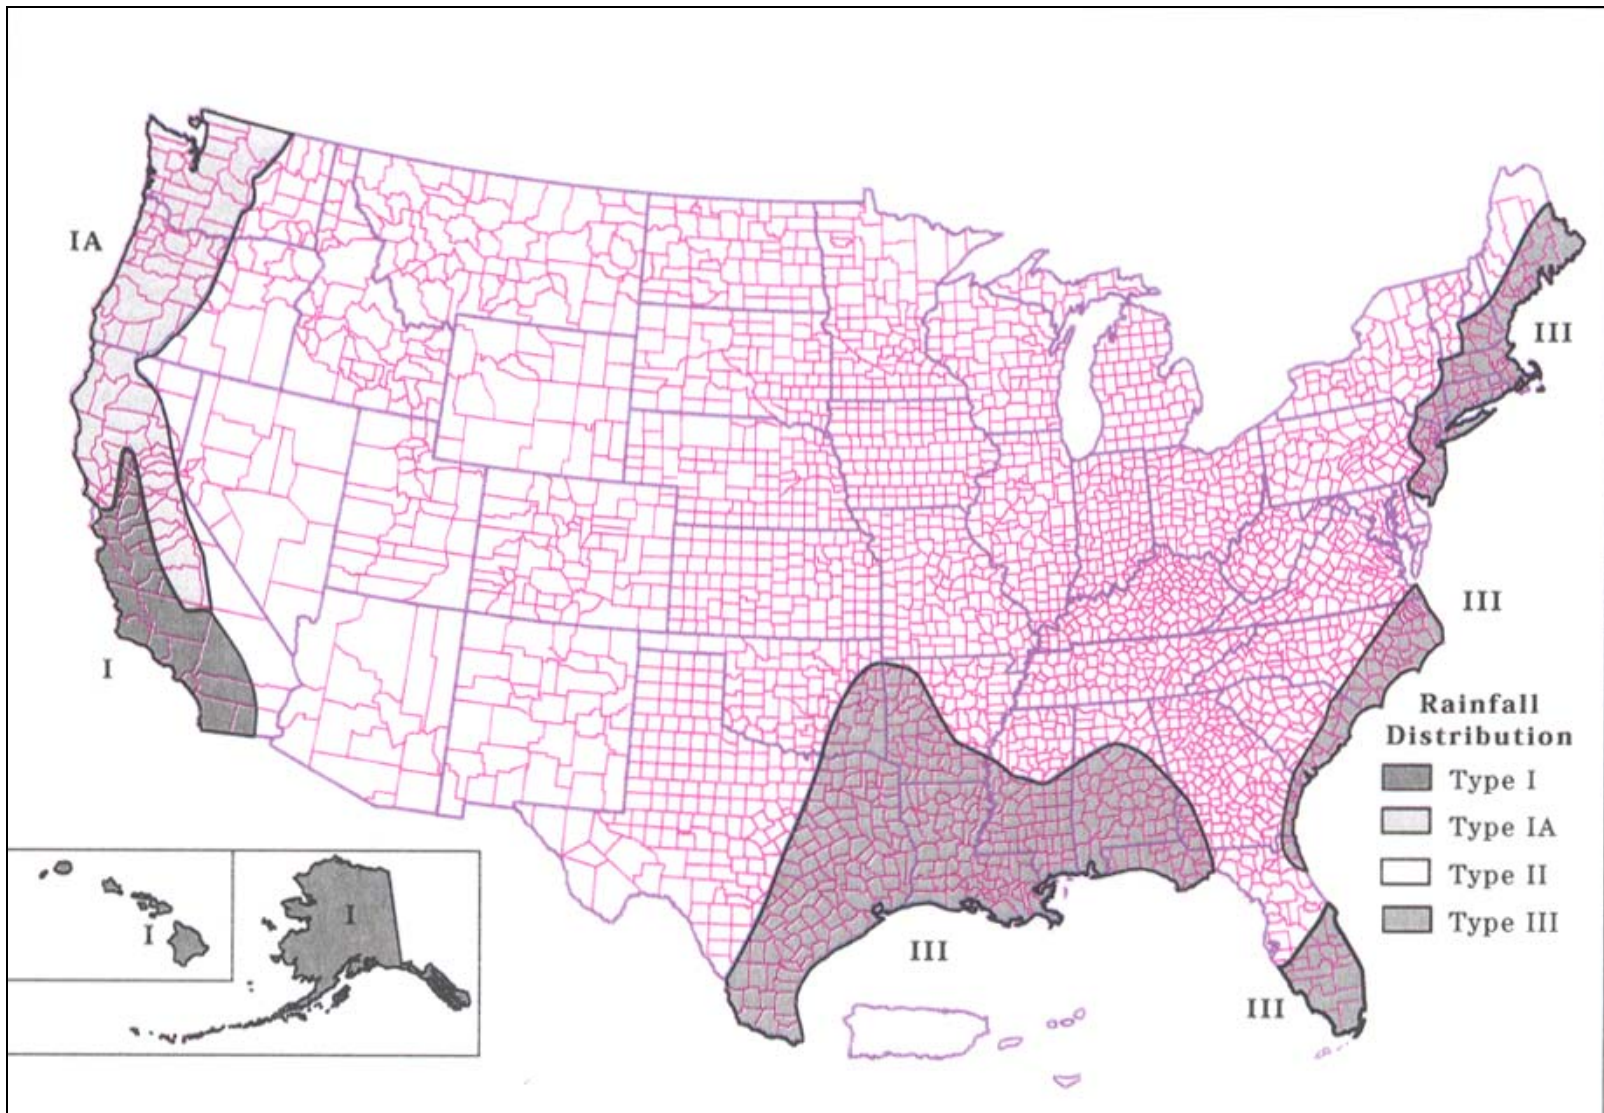 IA
III
III
I
Rainfall
Distribution
Type I
Type IA
Type II
Type III
I
I
III
III